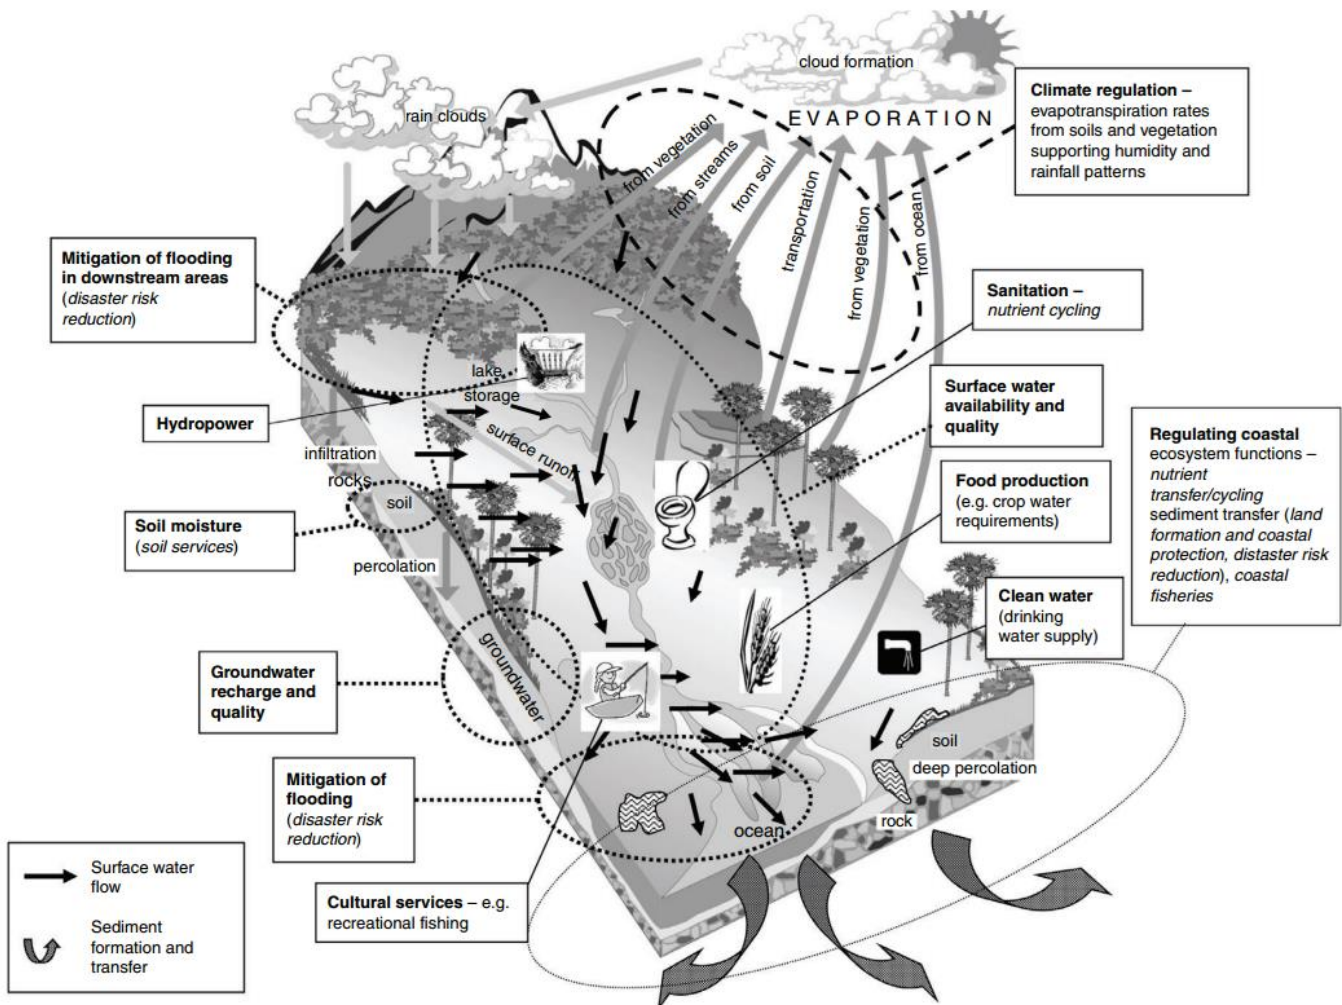 cloud formation
rain clouds
EVAPORATION
Climate regulation –
evapotranspiration rates
from soils and vegetation
supporting humidity and
rainfall patterns
from vegetation
from streams
from soil
transportation
from vegetation
from ocean
Mitigation of flooding
in downstream areas
(disaster risk
reduction)
Sanitation –
nutrient cycling
lake
storage
Hydropower
surface runoff
Surface water
availability and
quality
Regulating coastal
ecosystem functions –
nutrient
transfer/cycling
sediment transfer (land
formation and coastal
protection, distaster risk
reduction), coastal
fisheries
infiltration
rocks
soil
Food production
(e.g. crop water
requirements)
Soil moisture
(soil services)
percolation
Clean water
(drinking
water supply)
groundwater
Groundwater
recharge and
quality
soil
deep percolation
rock
Mitigation of
flooding
(disaster risk
reduction)
ocean
Cultural services – e.g.
recreational fishing
Surface water
flow
Sediment
formation and
transfer